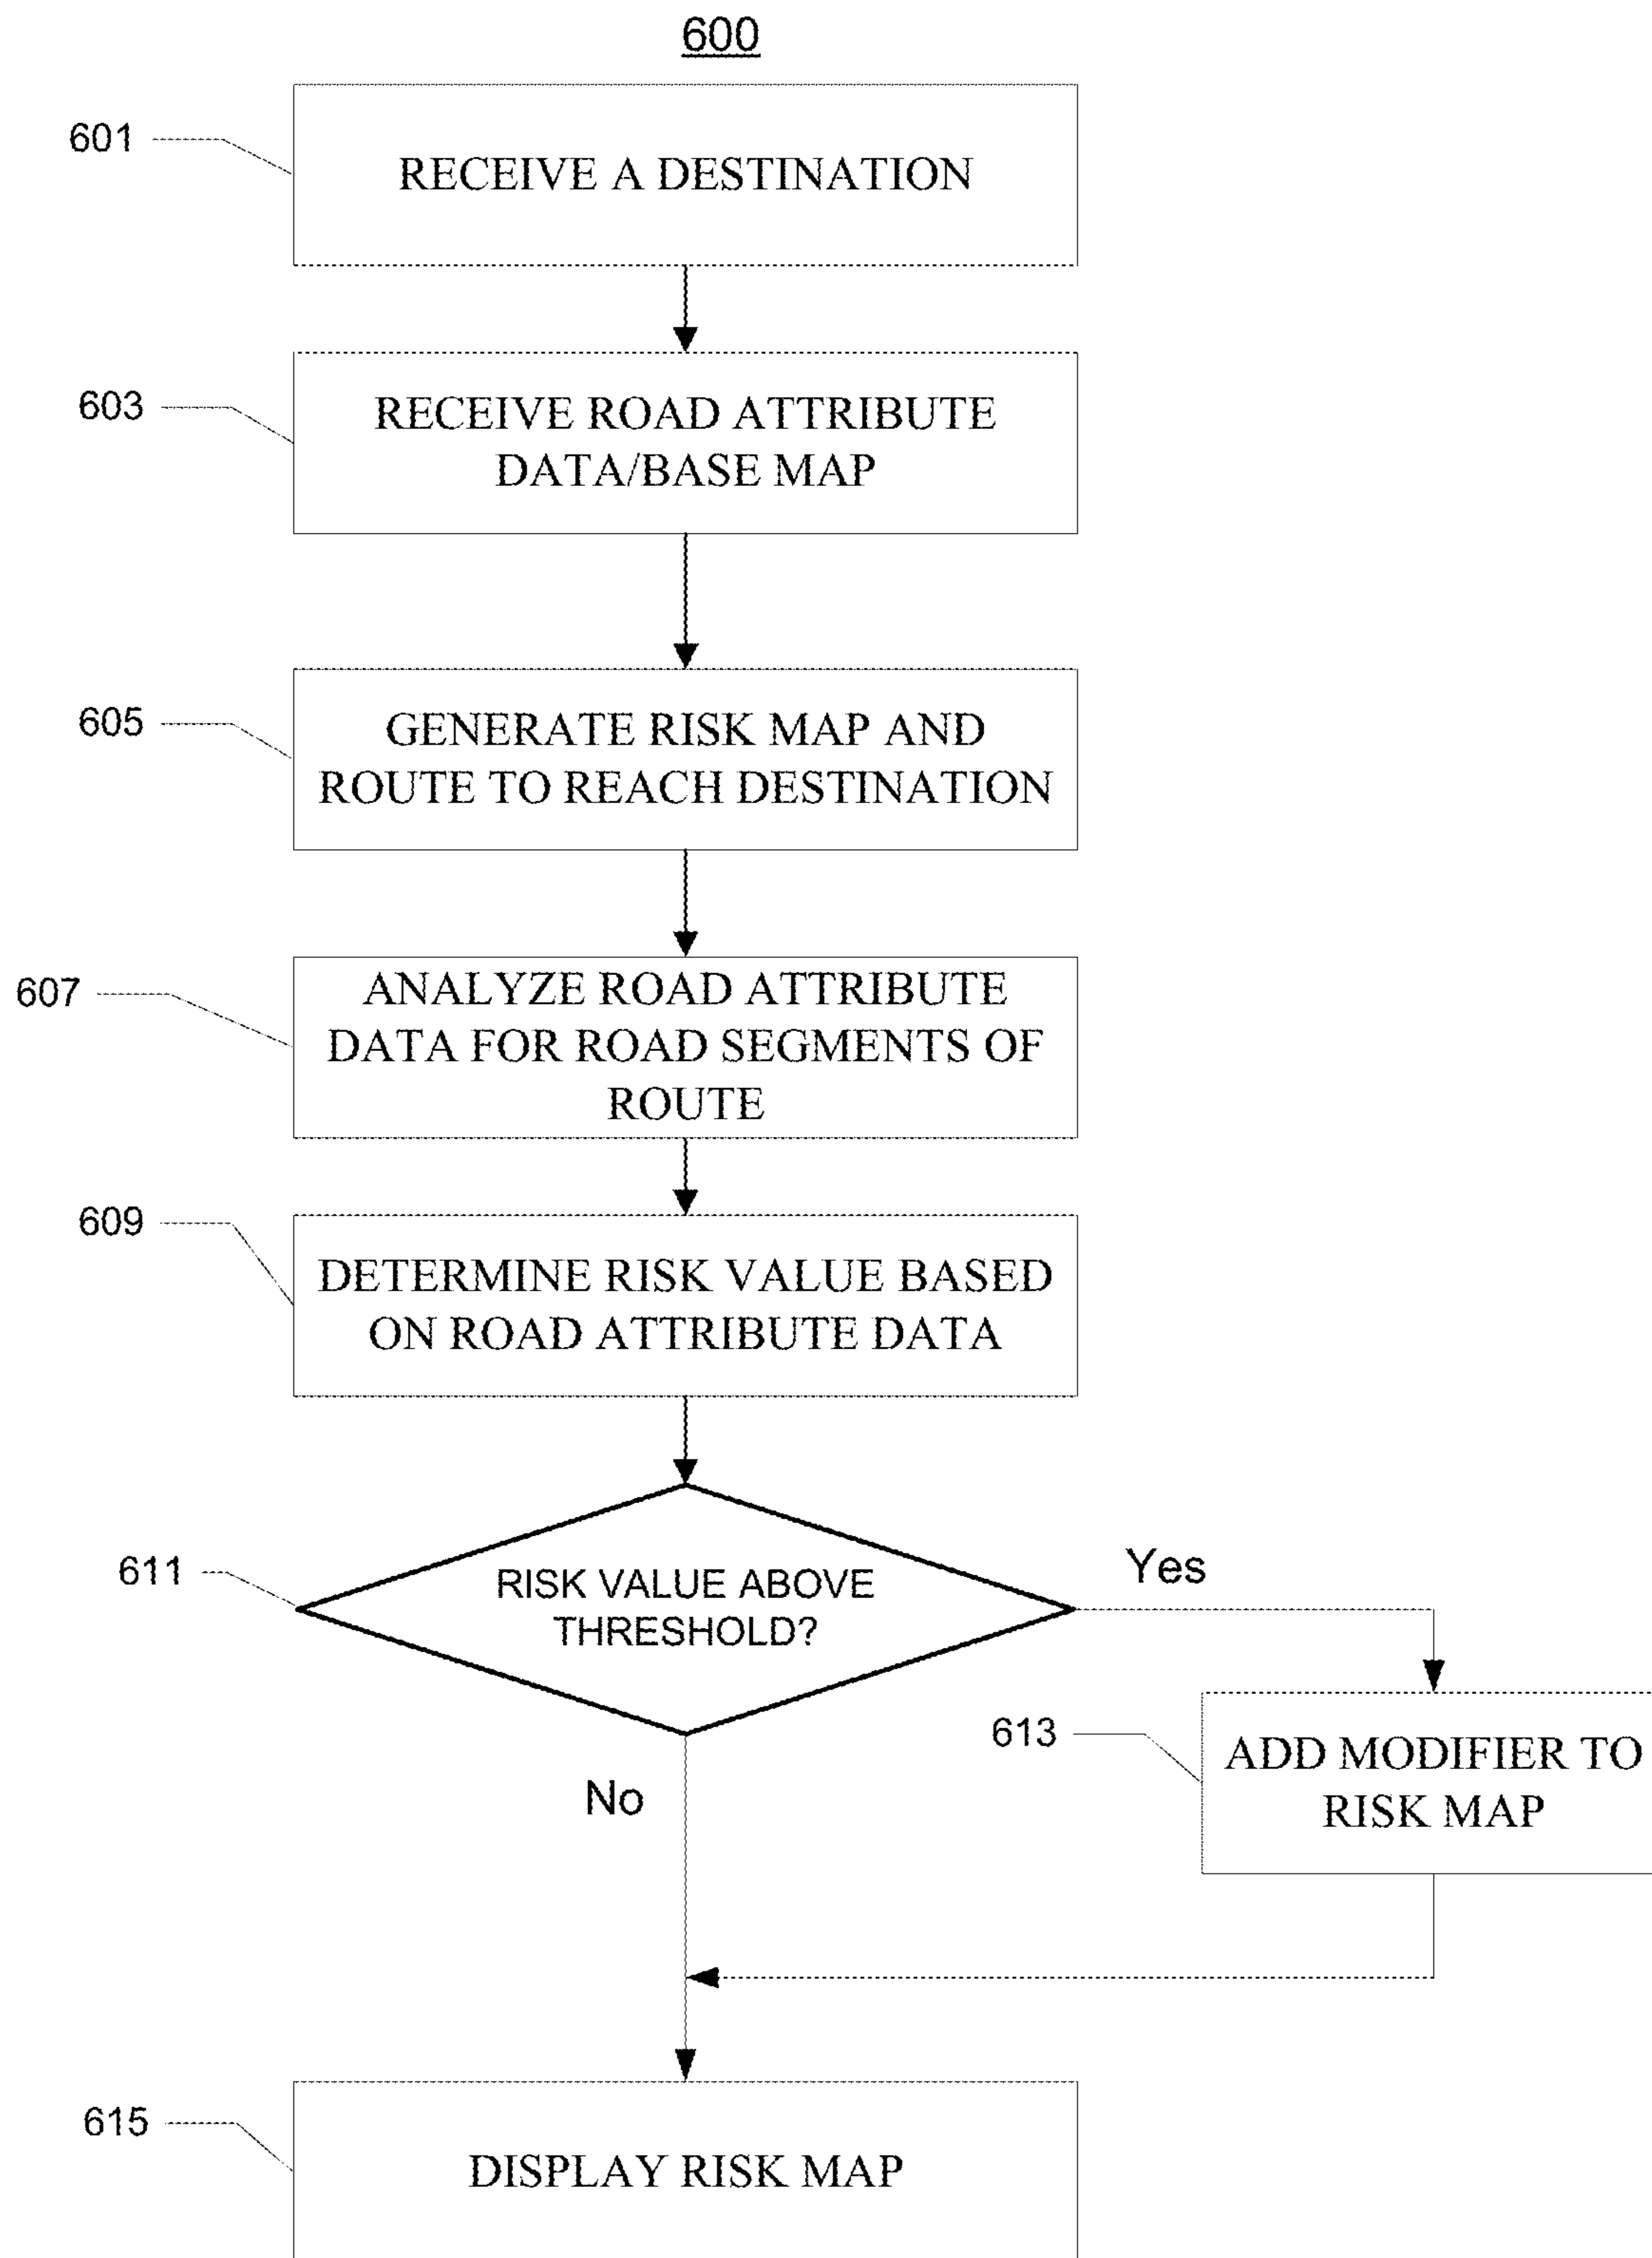 600
601
RECEIVE A DESTINATION
603
RECEIVE ROAD ATTRIBUTE
DATA/BASE MAP
605
GENERATE RISK MAP AND
ROUTE TO REACH DESTINATION
607
ANALYZE ROAD ATTRIBUTE
DATA FOR ROAD SEGMENTS OF
ROUTE
609
DETERMINE RISK VALUE BASED
ON ROAD ATTRIBUTE DATA
611
RISK VALUE ABOVE
THRESHOLD?
Yes
No
613
ADD MODIFIER TO
RISK MAP
615
DISPLAY RISK MAP